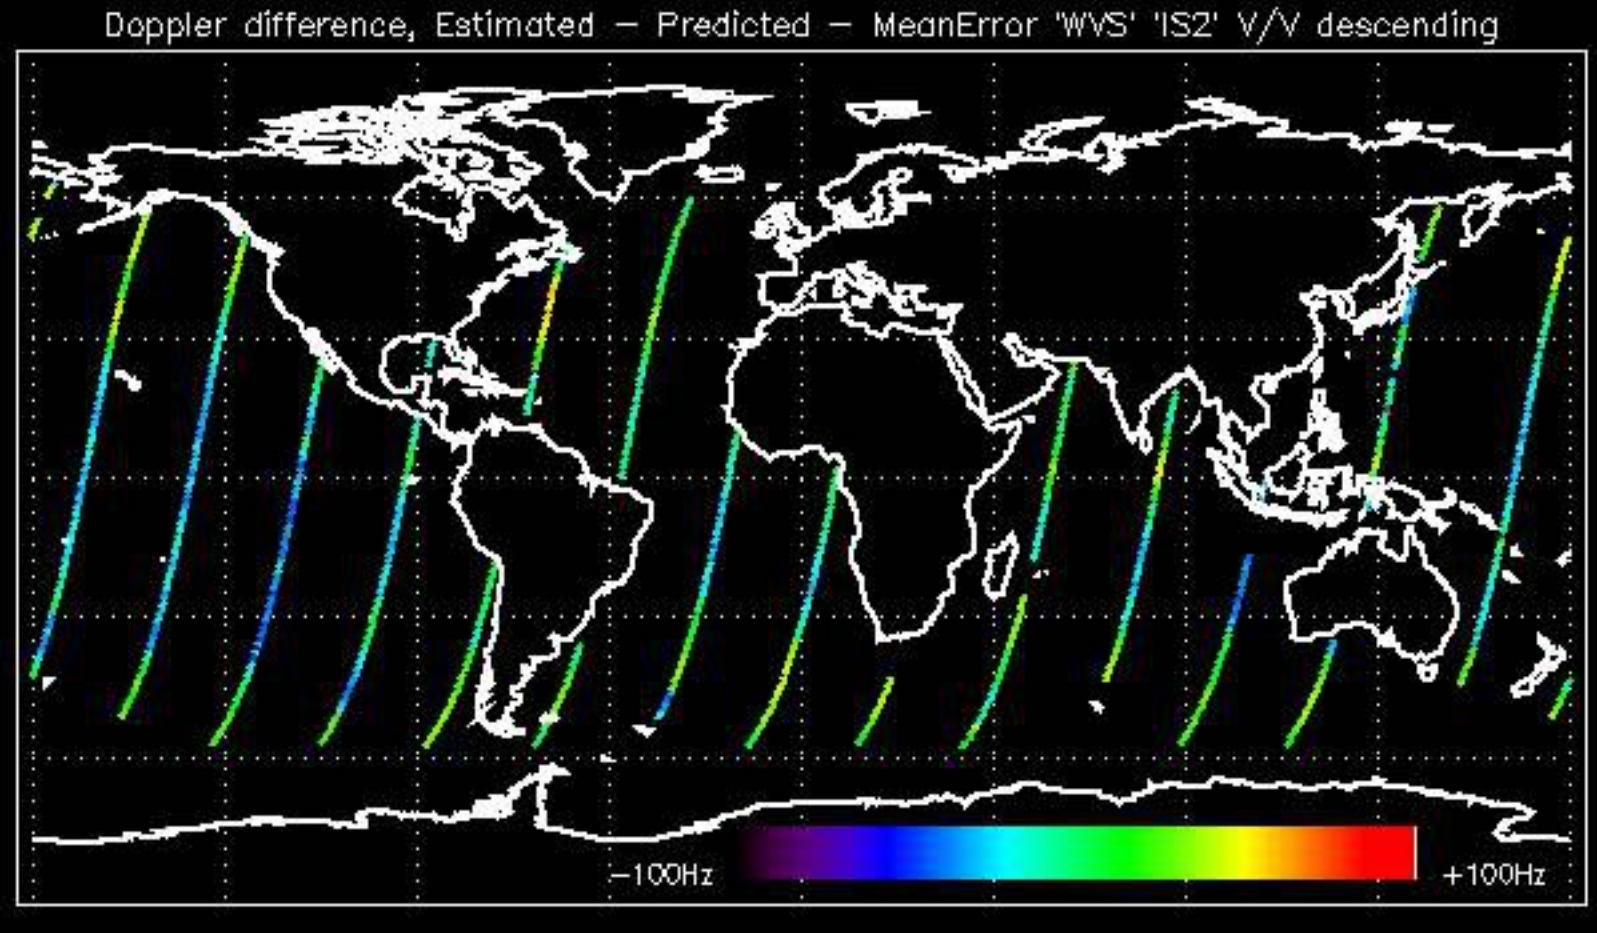 Doppler difference, Estimated – Predicted – MeanError 'WVS' 'IS2' V/V descending
−100Hz +100Hz